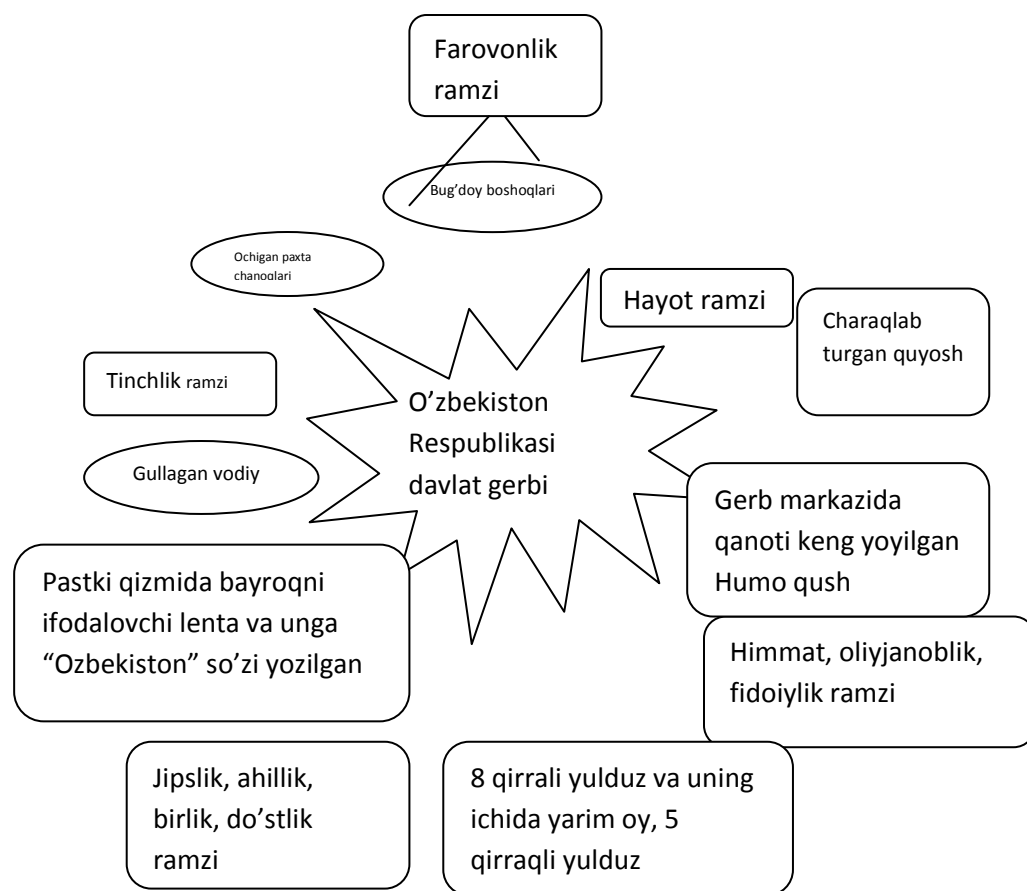 Farovonlik
ramzi
Bug’doy boshoqlari
Ochigan paxta
chanoqlari
Hayot ramzi
Charaqlab
turgan quyosh
Tinchlik ramzi
O’zbekiston
Respublikasi
davlat gerbi
Gullagan vodiy
Gerb markazida
qanoti keng yoyilgan
Humo qush
Pastki qizmida bayroqni
ifodalovchi lenta va unga
“Ozbekiston” so’zi yozilgan
Himmat, oliyjanoblik,
fidoiylik ramzi
Jipslik, ahillik,
birlik, do’stlik
ramzi
8 qirrali yulduz va uning
ichida yarim oy, 5
qirraqli yulduz